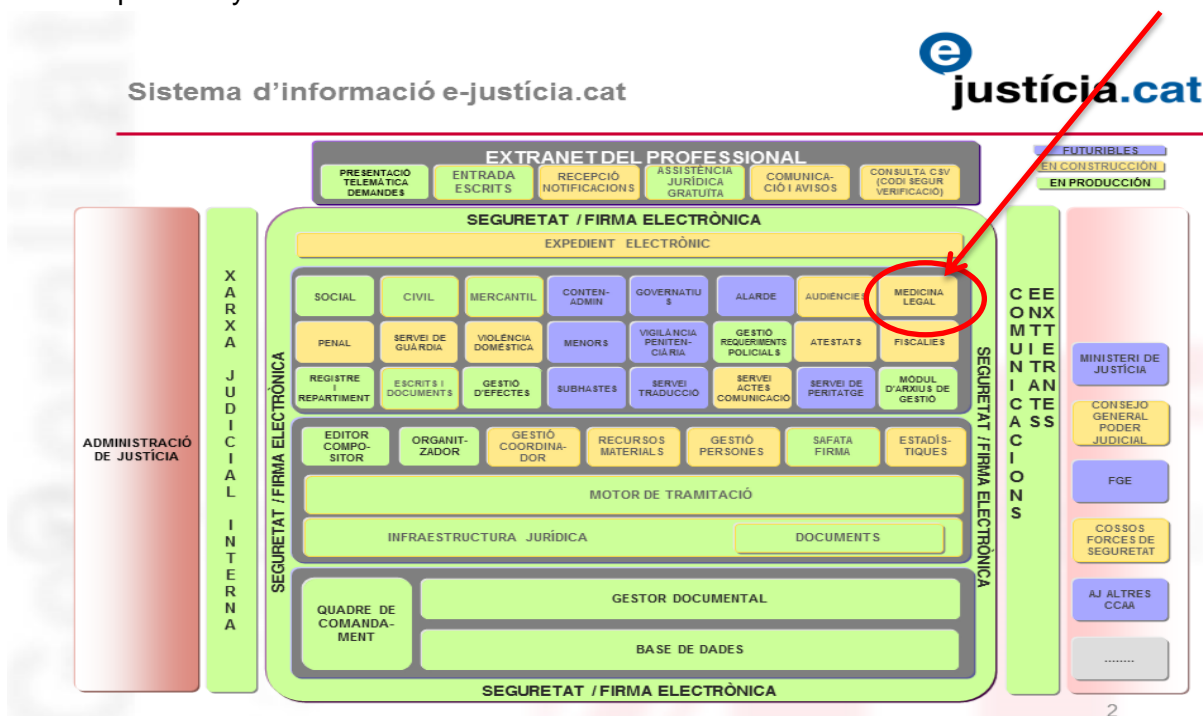 e
justícia.cat
Sistema d'informació e-justícia.cat
EXTRANET DEL PROFESSIONAL
PRESENTACIÓ
TELEMÀTICA
DEMANDES
ENTRADA
ESCRITS
RECEPCIÓ
NOTIFICACIONS
ASSISTÈNCIA
JURÍDICA
GRATUÏTA
COMUNICA-
CIÓ I AVISOS
CONSULTA CSV
(CODI SEGUR
VERIFICACIÓ)
FUTURIBLES
EN CONSTRUCCIÓN
EN PRODUCCIÓN
ADMINISTRACIÓ
DE JUSTÍCIA
XARXA JUDICIAL INTERNA
SEGURETAT / FIRMA ELECTRÒNICA
SEGURETAT / FIRMA ELECTRÒNICA
EXPEDIENT ELECTRÒNIC
SOCIAL
CIVIL
MERCANTIL
CONTEN-
ADMIN
GOVERNATIU
S
ALARDE
AUDIÈNCIES
MEDICINA
LEGAL
PENAL
SERVEI DE
GUÀRDIA
VIOLÈNCIA
DOMÈSTICA
MENORS
VIGILÀNCIA
PENITEN-
CIÀRIA
GESTIÓ
REQUERIMENTS
POLICIALS
ATESTATS
FISCALIES
REGISTRE
I
REPARTIMENT
ESCRITS I
DOCUMENTS
GESTIÓ
D'EFECTES
SUBHASTES
SERVEI
TRADUCCIÓ
SERVEI
ACTES
COMUNICACIÓ
SERVEI DE
PERITATGE
MÒDUL
D'ARXIUS DE
GESTIÓ
EDITOR
COMPO-
SITOR
ORGANIT-
ZADOR
GESTIÓ
COORDINA-
DOR
RECURSOS
MATERIALS
GESTIÓ
PERSONES
SAFATA
FIRMA
ESTADÍS-
TIQUES
MOTOR DE TRAMITACIÓ
INFRAESTRUCTURA JURÍDICA
DOCUMENTS
QUADRE DE
COMANDA-
MENT
GESTOR DOCUMENTAL
BASE DE DADES
SEGURETAT / FIRMA ELECTRÒNICA
SEGURETAT / FIRMA ELECTRÒNICA
COMUNICACIONS
EXTERNES
ENTITATS
MINISTERI DE
JUSTÍCIA
CONSEJO
GENERAL
PODER
JUDICIAL
FGE
COSSOS
FORCES DE
SEGURETAT
AJ ALTRES
CCAA
........
2